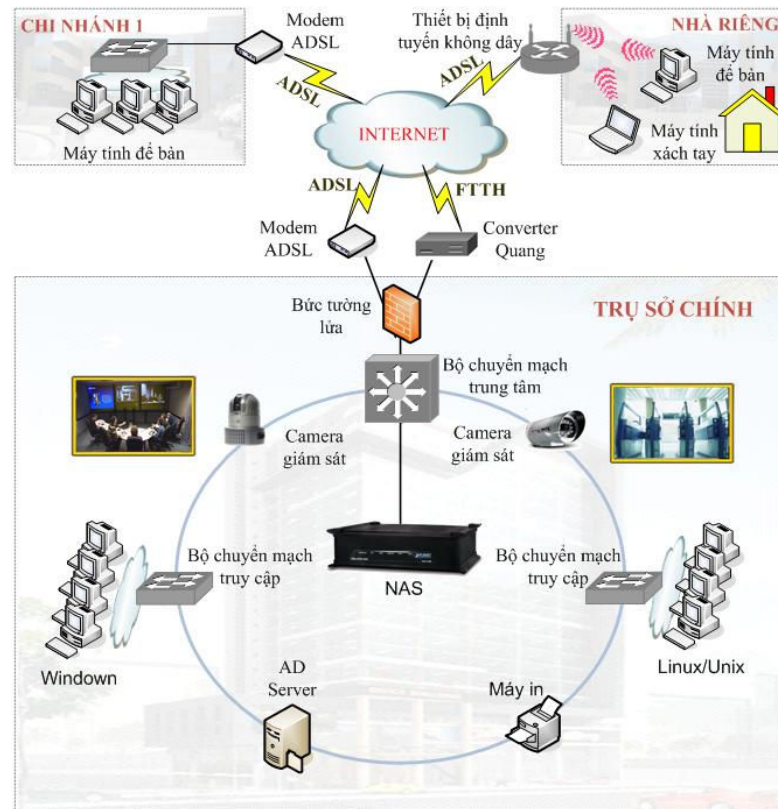 CHI NHÁNH 1
Modem
ADSL
Thiết bị định
tuyến không dây
NHÀ RIÊNG
Máy tính
để bàn
ADSL
ADSL
Máy tính để bàn
INTERNET
Máy tính
xách tay
ADSL
FTTH
Modem
ADSL
Converter
Quang
Bức tường
lửa
TRỤ SỞ CHÍNH
Bộ chuyển mạch
trung tâm
Camera
giám sát
Camera
giám sát
Bộ chuyển mạch
truy cập
Bộ chuyển mạch
truy cập
NAS
Windown
Linux/Unix
AD
Server
Máy in